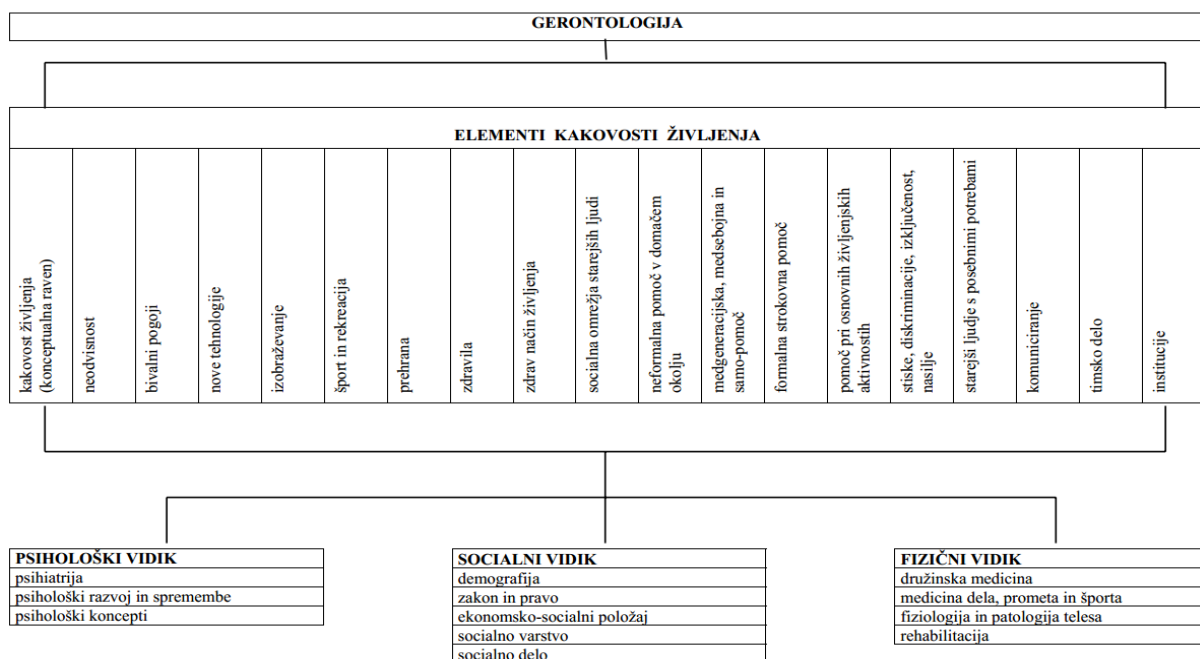 GERONTOLOGIJA
ELEMENTI KAKOVOSTI ŽIVLJENJA
kakovost življenja
(konceptualna raven)
neodvisnost
bivalni pogoji
nove tehnologije
izobraževanje
šport in rekreacija
prehrana
zdravila
zdrav način življenja
socialna omrežja starejših ljudi
neformalna pomoč v domačem
okolju
medgeneracijska, medsebojna in
samo-pomoč
formalna strokovna pomoč
pomoč pri osnovnih življenjskih
aktivnostih
stiske, diskriminacije, izključenost,
nasilje
starejši ljudje s posebnimi potrebami
komuniciranje
timsko delo
institucije
PSIHOLOŠKI VIDIK
psihiatrija
psihološki razvoj in spremembe
psihološki koncepti
SOCIALNI VIDIK
demografija
zakon in pravo
ekonomsko-socialni položaj
socialno varstvo
socialno delo
FIZIČNI VIDIK
družinska medicina
medicina dela, prometa in športa
fiziologija in patologija telesa
rehabilitacija